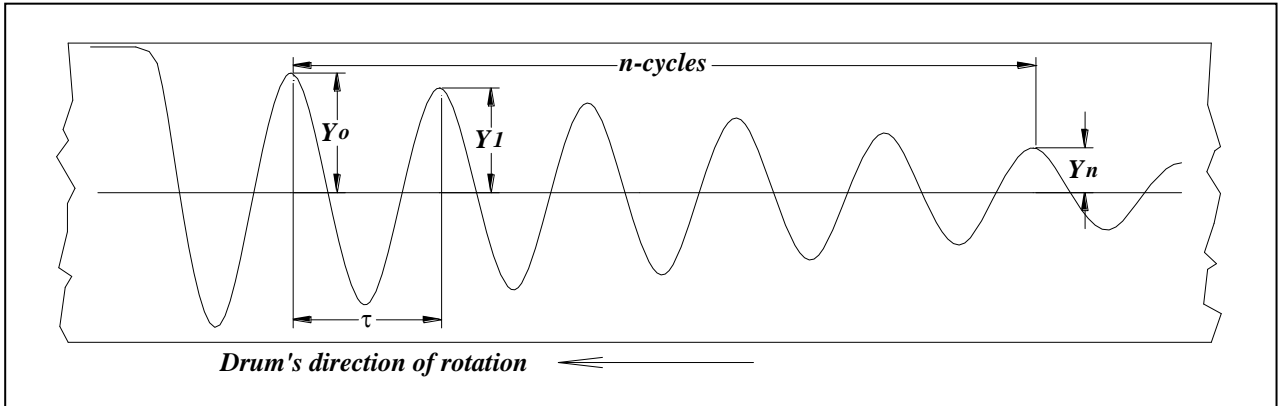 n-cycles
Yo
Y1
Yn
τ
Drum's direction of rotation